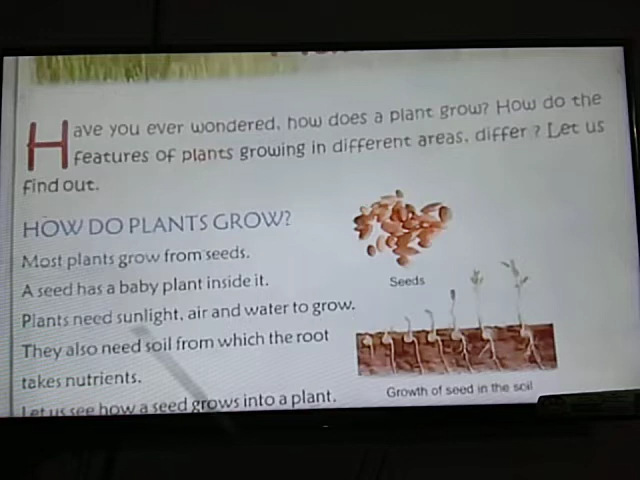 Have you ever wondered, how does a plant grow? How do the
features of plants growing in different areas, differ ? Let us
find out.
HOW DO PLANTS GROW?
Most plants grow from seeds.
A seed has a baby plant inside it.
Plants need sunlight, air and water to grow.
They also need soil from which the root
takes nutrients.
Let us see how a seed grows into a plant.
Seeds
Growth of seed in the soil